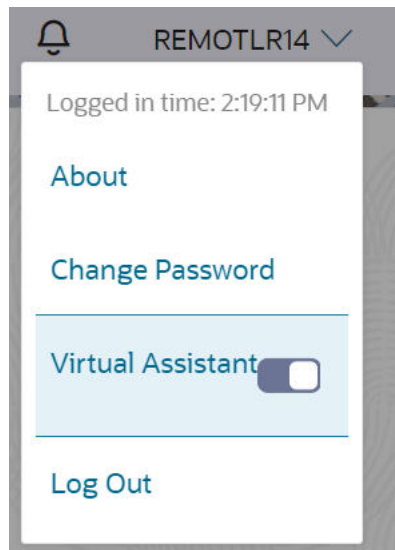 REMOTLR14
Logged in time: 2:19:11 PM
About
Change Password
Virtual Assistant
Log Out